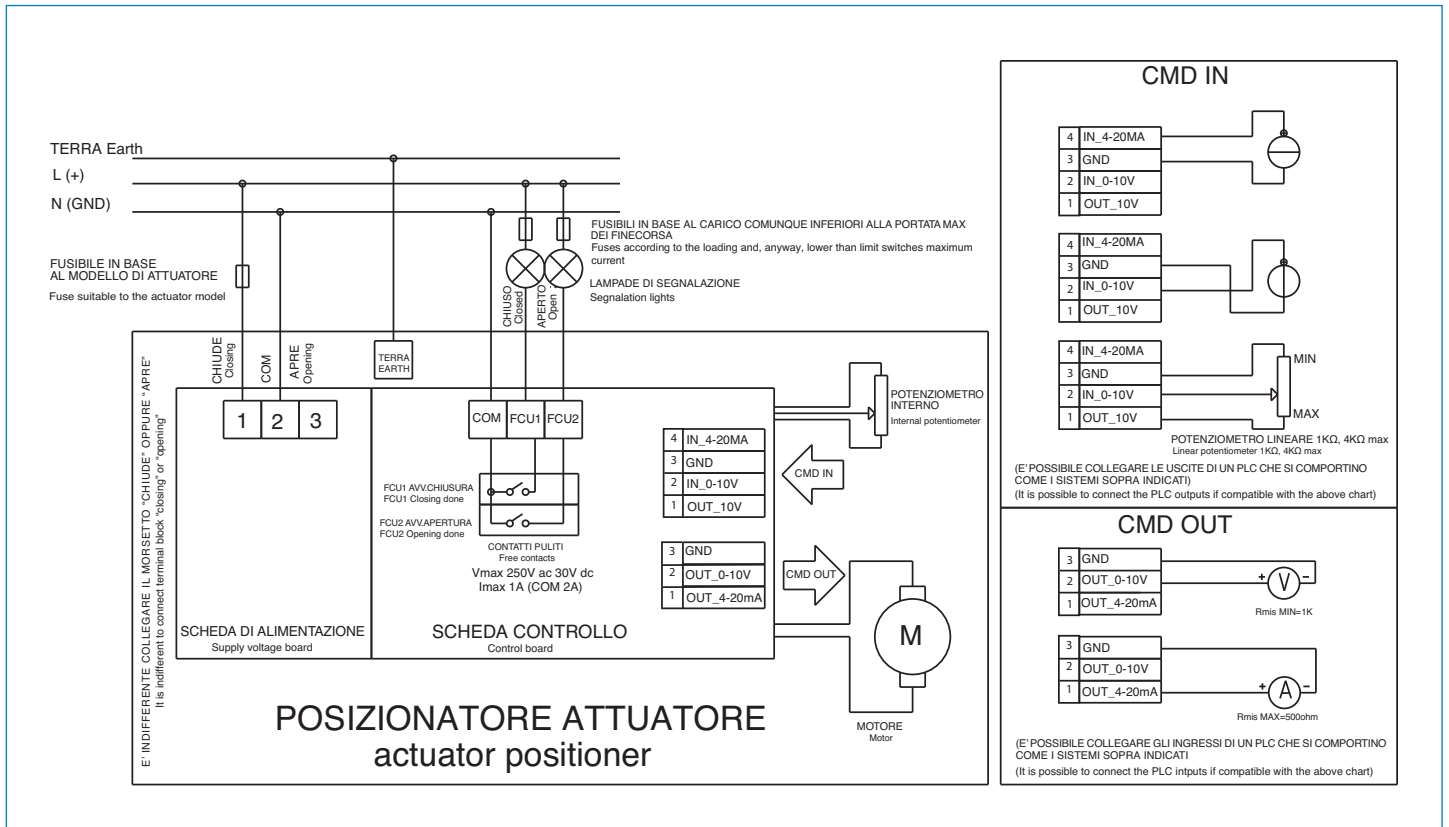 TERRA Earth
L (+)
N (GND)
FUSIBILE IN BASE
AL MODELLO DI ATTUATORE
Fuse suitable to the actuator model
FUSIBILI IN BASE AL CARICO COMUNQUE INFERIORI ALLA PORTATA MAX
DEI FINECORSA
Fuses according to the loading and, anyway, lower than limit switches maximum
current
LAMPADE DI SEGNALAZIONE
Segnalation lights
CHIUSO
Closed
APERTO
Open
E' INDIFFERENTE COLLEGARE IL MORSETTO "CHIUDE" OPPURE "APRE"
It is indifferent to connect terminal block "closing" or "opening"
CHIUDE
Closing
COM
APRE
Opening
TERRA
EARTH
1 2 3
COM FCU1 FCU2
FCU1 AVV.CHIUSURA
FCU1 Closing done
FCU2 AVV.APERTURA
FCU2 Opening done
CONTATTI PULITI
Free contacts
Vmax 250V ac 30V dc
Imax 1A (COM 2A)
POTENZIOMETRO
INTERNO
Internal potentiometer
4 IN_4-20MA
3 GND
2 IN_0-10V
1 OUT_10V
CMD IN
3 GND
2 OUT_0-10V
1 OUT_4-20mA
CMD OUT
SCHEDA DI ALIMENTAZIONE
Supply voltage board
SCHEDA CONTROLLO
Control board
M
MOTORE
Motor
POSIZIONATORE ATTUATORE
actuator positioner
CMD IN
4 IN_4-20MA
3 GND
2 IN_0-10V
1 OUT_10V
4 IN_4-20MA
3 GND
2 IN_0-10V
1 OUT_10V
4 IN_4-20MA
3 GND
2 IN_0-10V
1 OUT_10V
MIN
MAX
POTENZIOMETRO LINEARE 1KΩ, 4KΩ max
Linear potentiometer 1KΩ, 4KΩ max
(E' POSSIBILE COLLEGARE LE USCITE DI UN PLC CHE SI COMPORTINO
COME I SISTEMI SOPRA INDICATI)
(It is possible to connect the PLC outputs if compatible with the above chart)
CMD OUT
3 GND
2 OUT_0-10V
1 OUT_4-20mA
+ V -
Rmis MIN=1K
3 GND
2 OUT_0-10V
1 OUT_4-20mA
+ A -
Rmis MAX=500ohm
(E' POSSIBILE COLLEGARE GLI INGRESSI DI UN PLC CHE SI COMPORTINO
COME I SISTEMI SOPRA INDICATI
(It is possible to connect the PLC intputs if compatible with the above chart)